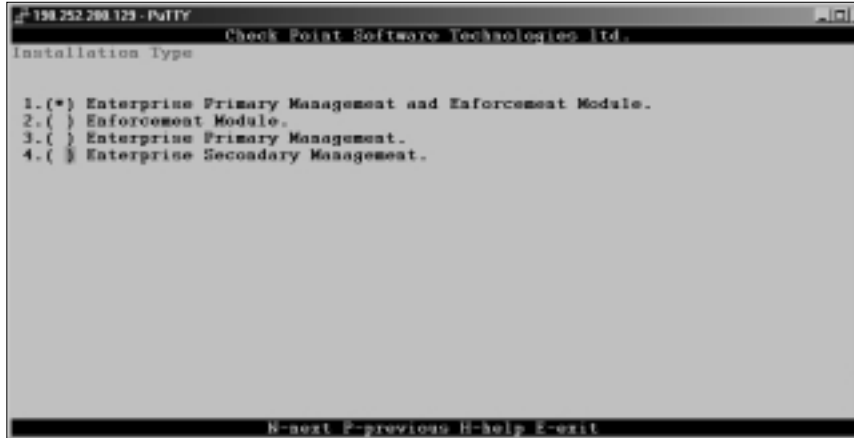 198.252.200.129 - PuTTY
Check Point Software Technologies ltd.
Installation Type
1.(*) Enterprise Primary Management and Enforcement Module.
2.( ) Enforcement Module.
3.( ) Enterprise Primary Management.
4.( ) Enterprise Secondary Management.
N-next P-previous H-help E-exit